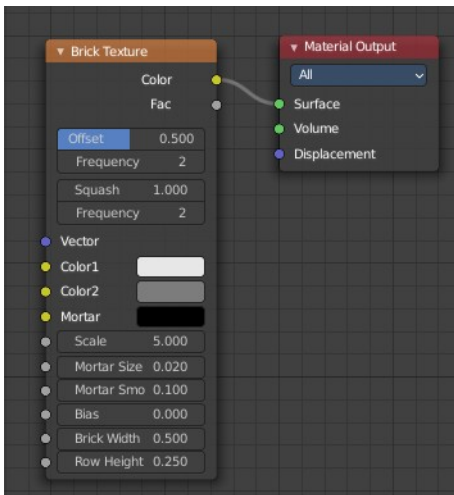 Brick Texture
Color
Fac
Offset 0.500
Frequency 2
Squash 1.000
Frequency 2
Vector
Color1
Color2
Mortar
Scale 5.000
Mortar Size 0.020
Mortar Smo 0.100
Bias 0.000
Brick Width 0.500
Row Height 0.250
Material Output
All
Surface
Volume
Displacement